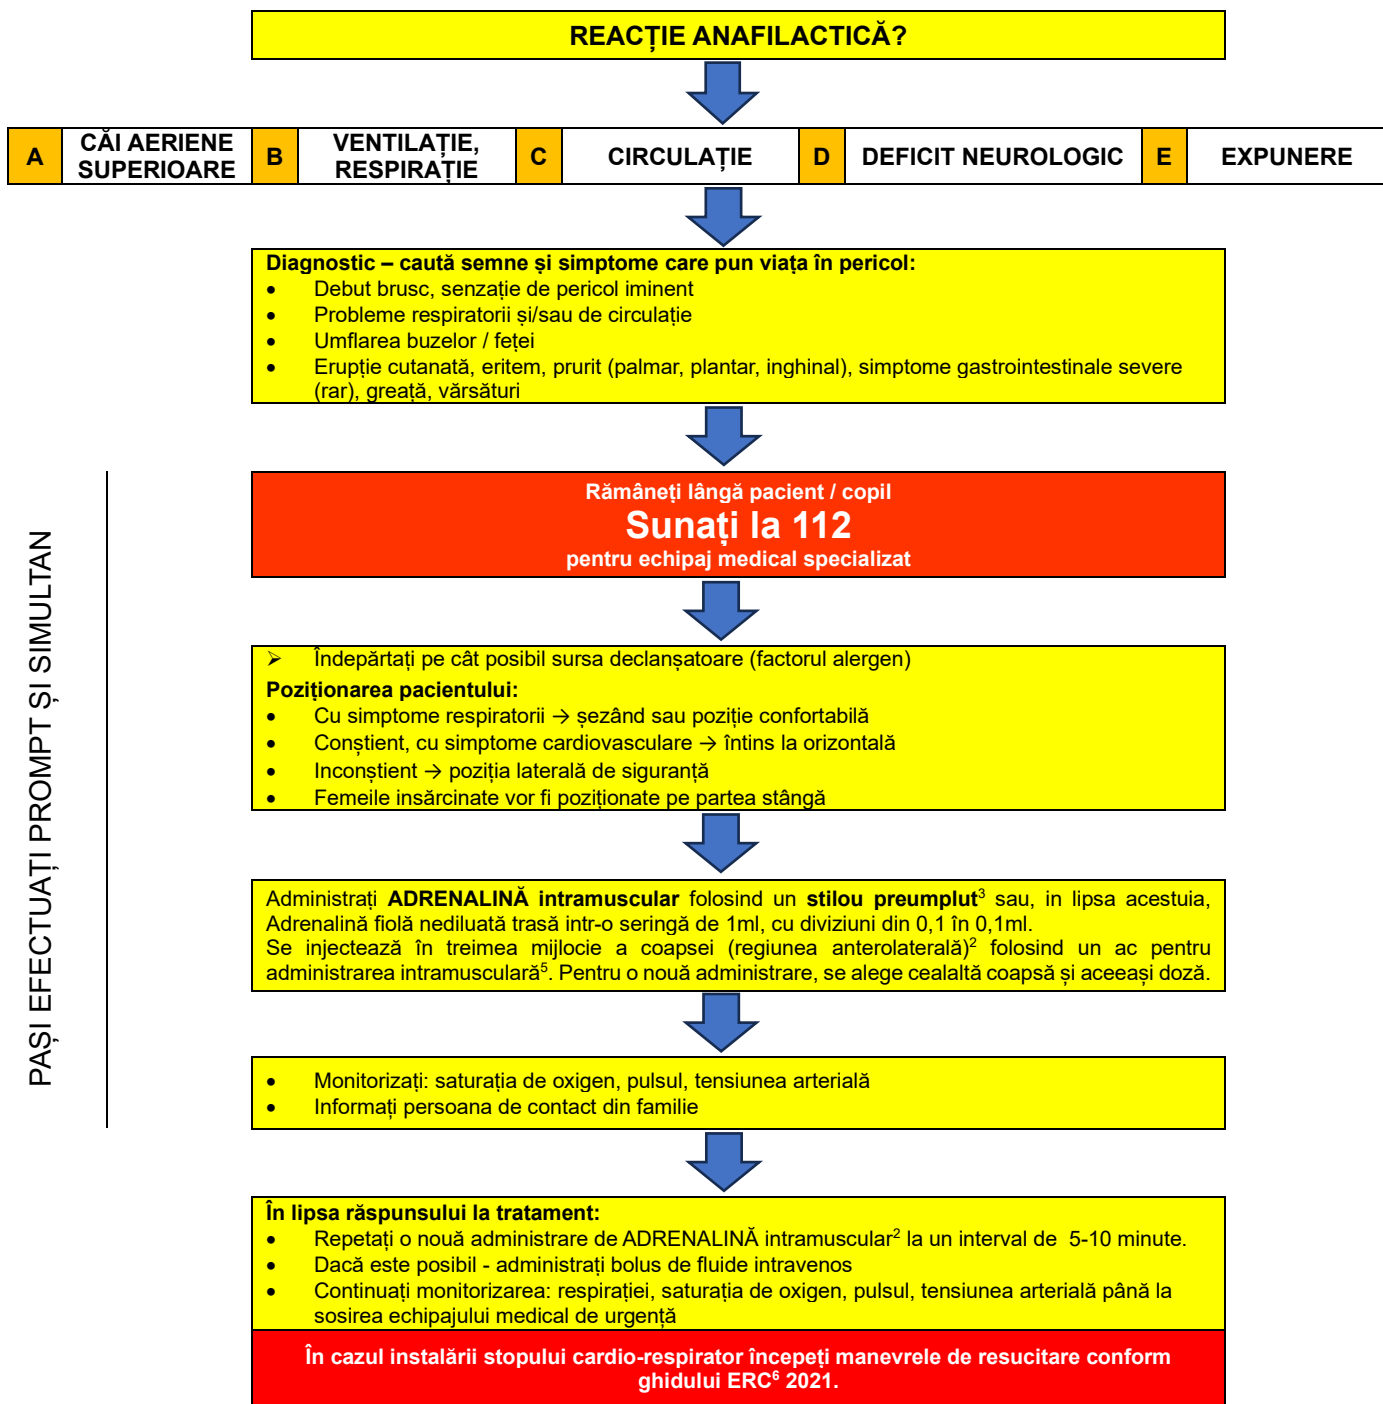 REACȚIE ANAFILACTICĂ?
A
CĂI AERIENE
SUPERIOARE
B
VENTILAȚIE,
RESPIRAȚIE
C
CIRCULAȚIE
D
DEFICIT NEUROLOGIC
E
EXPUNERE
Diagnostic – caută semne și simptome care pun viața în pericol:
• Debut brusc, senzație de pericol iminent
• Probleme respiratorii și/sau de circulație
• Umflarea buzelor / feței
• Erupție cutanată, eritem, prurit (palmar, plantar, inghinal), simptome gastrointestinale severe
(rar), greață, vărsături
PAȘI EFECTUAȚI PROMPT ȘI SIMULTAN
Rămâneți lângă pacient / copil
Sunați la 112
pentru echipaj medical specializat
➢ Îndepărtați pe cât posibil sursa declanșatoare (factorul alergen)
Poziționarea pacientului:
• Cu simptome respiratorii → șezând sau poziție confortabilă
• Conștient, cu simptome cardiovasculare → întins la orizontală
• Inconștient → poziția laterală de siguranță
• Femeile insărcinate vor fi poziționate pe partea stângă
Administrați ADRENALINĂ intramuscular folosind un stilou preumplut³ sau, in lipsa acestuia,
Adrenalină fiolă nediluată trasă intr-o seringă de 1ml, cu diviziuni din 0,1 în 0,1ml.
Se injectează în treimea mijlocie a coapsei (regiunea anterolaterală)² folosind un ac pentru
administrarea intramusculară⁵. Pentru o nouă administrare, se alege cealaltă coapsă și aceeași doză.
• Monitorizați: saturația de oxigen, pulsul, tensiunea arterială
• Informați persoana de contact din familie
În lipsa răspunsului la tratament:
• Repetați o nouă administrare de ADRENALINĂ intramuscular² la un interval de 5-10 minute.
• Dacă este posibil - administrați bolus de fluide intravenos
• Continuați monitorizarea: respirației, saturația de oxigen, pulsul, tensiunea arterială până la
sosirea echipajului medical de urgență
În cazul instalării stopului cardio-respirator începeți manevrele de resucitare conform
ghidului ERC⁶ 2021.